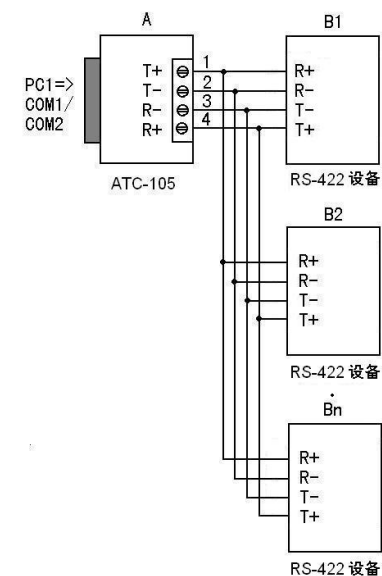 A
B1
PC1=>
COM1/
COM2
T+ 1 R+
T- 2 R-
R- 3 T-
R+ 4 T+
ATC-105
RS-422 设备
B2
R+
R-
T-
T+
RS-422 设备
Bn
R+
R-
T-
T+
RS-422 设备